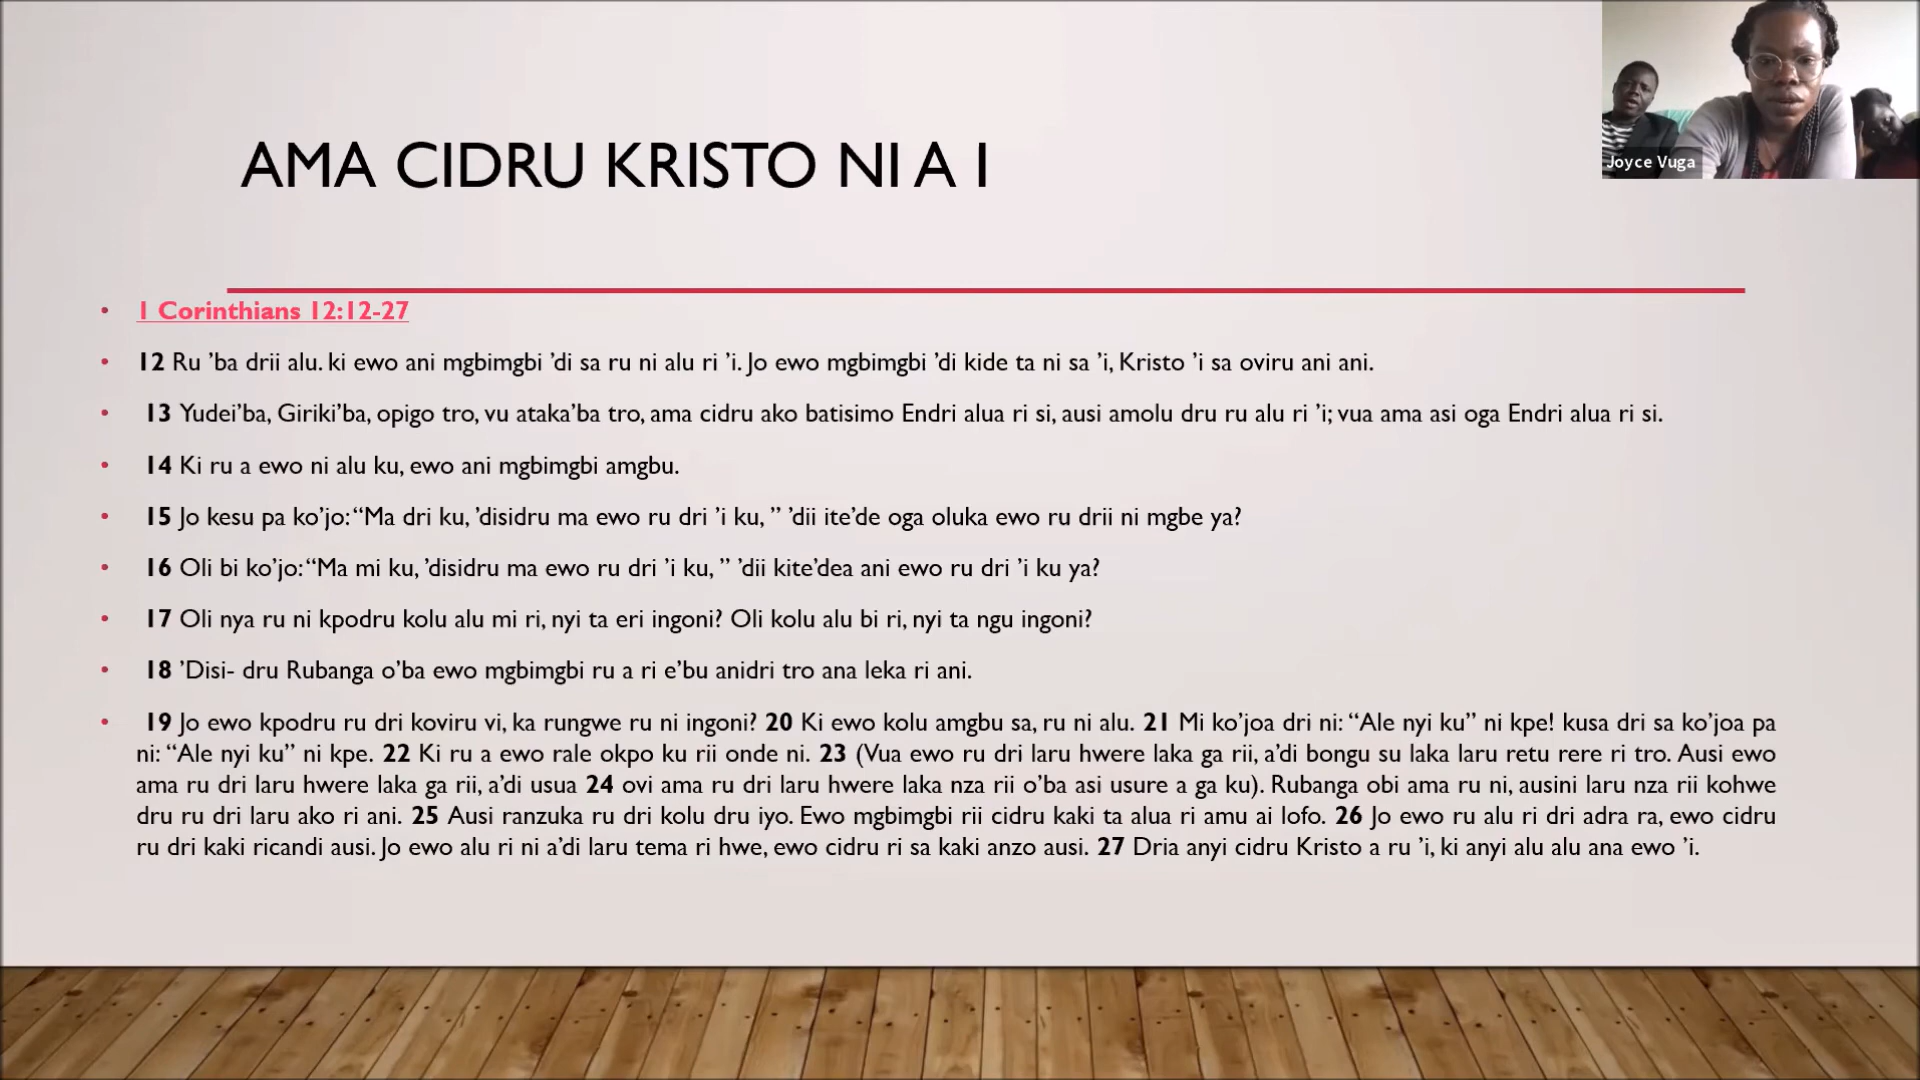 AMA CIDRU KRISTO NI A I
Joyce Vuga
• 1 Corinthians 12:12-27
• 12 Ru ’ba drii alu. ki ewo ani mgbimgbi ’di sa ru ni alu ri ’i. Jo ewo mgbimgbi ’di kide ta ni sa ’i, Kristo ’i sa oviru ani ani.
• 13 Yudei’ba, Giriki’ba, opigo tro, vu ataka’ba tro, ama cidru ako batisimo Endri alua ri si, ausi amolu dru ru alu ri ’i; vua ama asi oga Endri alua ri si.
• 14 Ki ru a ewo ni alu ku, ewo ani mgbimgbi amgbu.
• 15 Jo kesu pa ko’jo: “Ma dri ku, ’disidru ma ewo ru dri ’i ku, ” ’dii ite’de oga oluka ewo ru drii ni mgbe ya?
• 16 Oli bi ko’jo: “Ma mi ku, ’disidru ma ewo ru dri ’i ku, ” ’dii kite’dea ani ewo ru dri ’i ku ya?
• 17 Oli nya ru ni kpodru kolu alu mi ri, nyi ta eri ingoni? Oli kolu alu bi ri, nyi ta ngu ingoni?
• 18 ’Disi- dru Rubanga o’ba ewo mgbimgbi ru a ri e’bu anidri tro ana leka ri ani.
• 19 Jo ewo kpodru ru dri koviru vi, ka rungwe ru ni ingoni? 20 Ki ewo kolu amgbu sa, ru ni alu. 21 Mi ko’joa dri ni: “Ale nyi ku” ni kpe! kusa dri sa ko’joa pa
ni: “Ale nyi ku” ni kpe. 22 Ki ru a ewo rale okpo ku rii onde ni. 23 (Vua ewo ru dri laru hwere laka ga rii, a’di bongu su laka laru retu rere ri tro. Ausi ewo
ama ru dri laru hwere laka ga rii, a’di usua 24 ovi ama ru dri laru hwere laka nza rii o’ba asi usure a ga ku). Rubanga obi ama ru ni, ausini laru nza rii kohwe
dru ru dri laru ako ri ani. 25 Ausi ranzuka ru dri kolu dru iyo. Ewo mgbimgbi rii cidru kaki ta alua ri amu ai lofo. 26 Jo ewo ru alu ri dri adra ra, ewo cidru
ru dri kaki ricandi ausi. Jo ewo alu ri ni a’di laru tema ri hwe, ewo cidru ri sa kaki anzo ausi. 27 Dria anyi cidru Kristo a ru ’i, ki anyi alu alu ana ewo ’i.